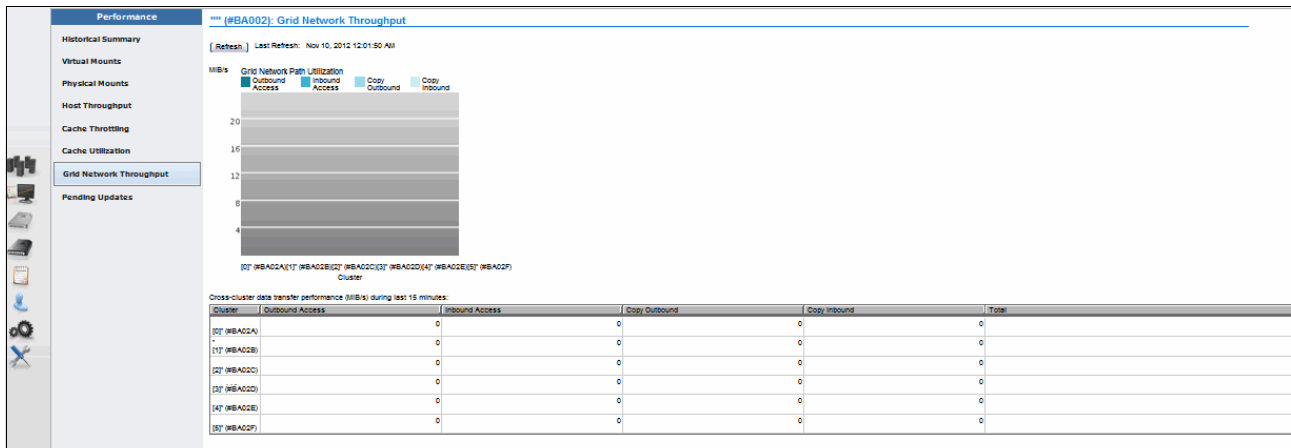 Performance
Historical Summary
Virtual Mounts
Physical Mounts
Host Throughput
Cache Throttling
Cache Utilization
Grid Network Throughput
Pending Updates
"" (#BA002): Grid Network Throughput
Refresh Last Refresh: Nov 10, 2012 12:01:50 AM
MiB/s Grid Network Path Utilization
Outbound Access Inbound Access Copy Outbound Copy Inbound
20
16
12
8
4
[0]" (#BA02A)[1]" (#BA02B)[2]" (#BA02C)[3]" (#BA02D)[4]" (#BA02E)[5]" (#BA02F)
Cluster
Cross-cluster data transfer performance (MiB/s) during last 15 minutes:
Cluster Outbound Access Inbound Access Copy Outbound Copy Inbound Total
[0]" (#BA02A) 0 0 0 0
" [1]" (#BA02B) 0 0 0 0
[2]" (#BA02C) 0 0 0 0
[3]" (#BA02D) 0 0 0 0
[4]" (#BA02E) 0 0 0 0
[5]" (#BA02F) 0 0 0 0